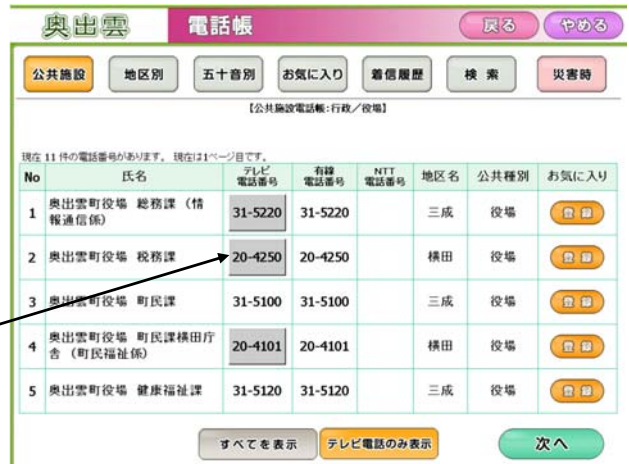 奥出雲 電話帳 戻る やめる
公共施設 地区別 五十音別 お気に入り 着信履歴 検 索 災害時
【公共施設電話帳:行政/役場】
現在 11 件の電話番号があります。 現在は1ページ目です。
No 氏名 テレビ電話番号 有線電話番号 NTT電話番号 地区名 公共種別 お気に入り
1 奥出雲町役場 総務課 (情報通信係) 31-5220 31-5220 三成 役場 登 録
2 奥出雲町役場 税務課 20-4250 20-4250 横田 役場 登 録
3 奥出雲町役場 町民課 31-5100 31-5100 三成 役場 登 録
4 奥出雲町役場 町民課横田庁舎 (町民福祉係) 20-4101 20-4101 横田 役場 登 録
5 奥出雲町役場 健康福祉課 31-5120 31-5120 三成 役場 登 録
すべてを表示 テレビ電話のみ表示 次へ